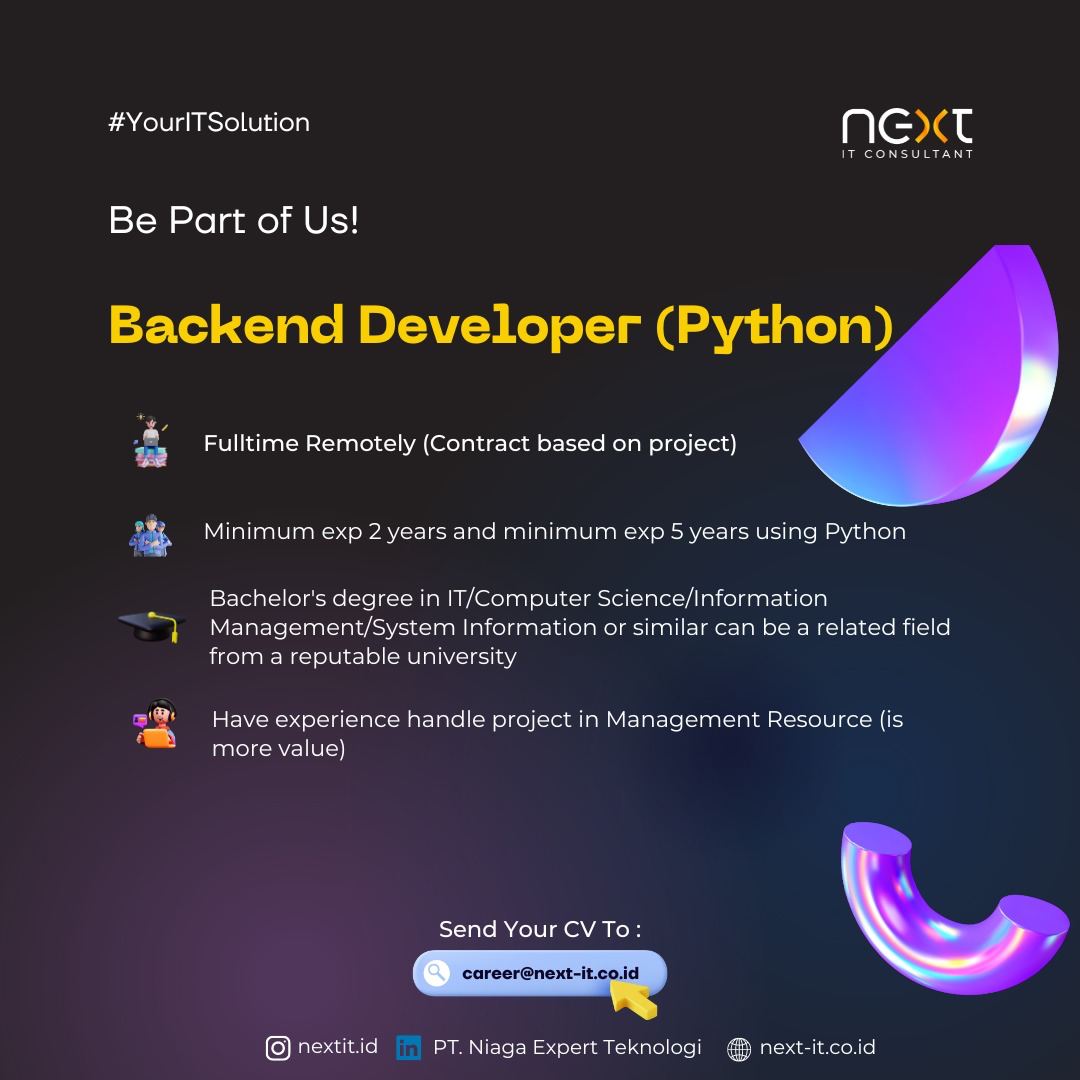 #YourITSolution
next
IT CONSULTANT
Be Part of Us!
Backend Developer (Python)
Fulltime Remotely (Contract based on project)
Minimum exp 2 years and minimum exp 5 years using Python
Bachelor's degree in IT/Computer Science/Information
Management/System Information or similar can be a related field
from a reputable university
Have experience handle project in Management Resource (is
more value)
Send Your CV To :
career@next-it.co.id
nextit.id
in
PT. Niaga Expert Teknologi
next-it.co.id